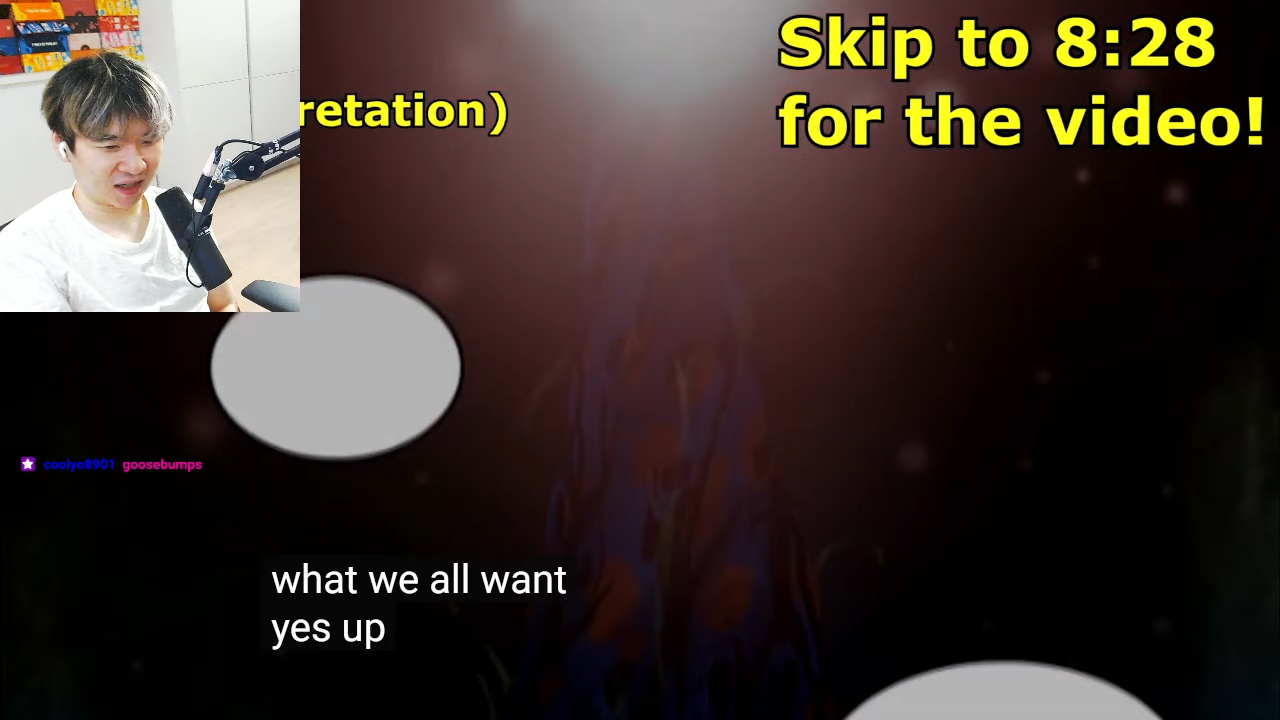 Skip to 8:28
for the video!
retation)
coolyo8901 goosebumps
what we all want
yes up